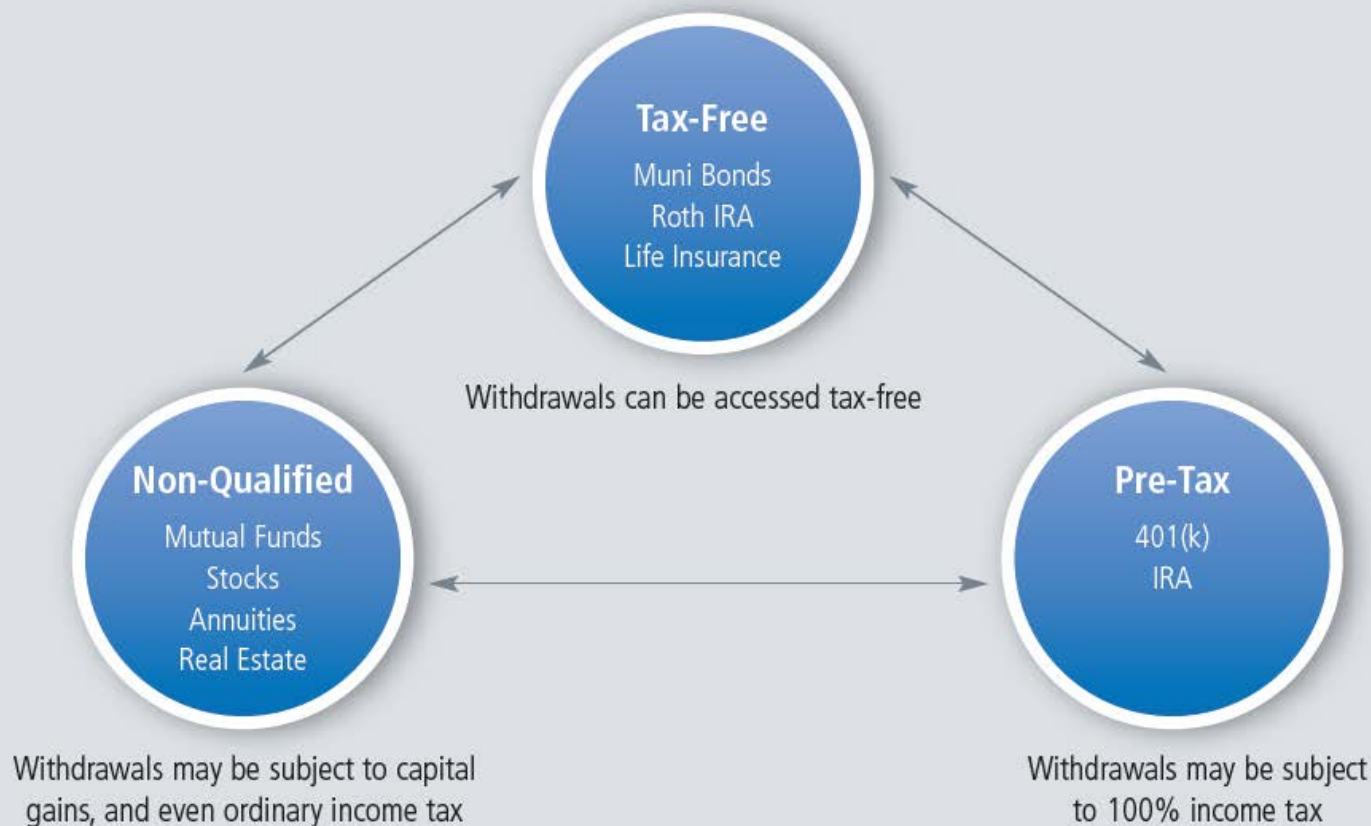 Tax-Free
Muni Bonds
Roth IRA
Life Insurance
Withdrawals can be accessed tax-free
Non-Qualified
Mutual Funds
Stocks
Annuities
Real Estate
Withdrawals may be subject to capital
gains, and even ordinary income tax
Pre-Tax
401(k)
IRA
Withdrawals may be subject
to 100% income tax